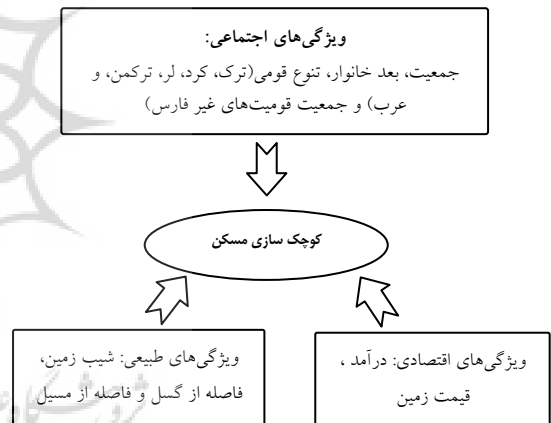 ویژگی‌های اجتماعی:
جمعیت، بعد خانوار، تنوع قومی(ترک، کرد، لر، ترکمن، و
عرب) و جمعیت قومیت‌های غیر فارس)
کوچک سازی مسکن
ویژگی‌های اقتصادی: درآمد ،
قیمت زمین
ویژگی‌های طبیعی: شیب زمین،
فاصله از گسل و فاصله از مسیل